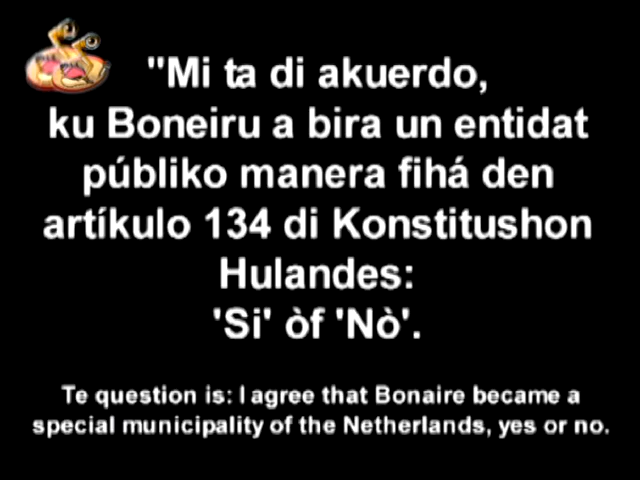 "Mi ta di akuerdo,
ku Boneiru a bira un entidat
públiko manera fihá den
artíkulo 134 di Konstitushon
Hulandes:
'Si' òf 'Nò'.
Te question is: I agree that Bonaire became a
special municipality of the Netherlands, yes or no.